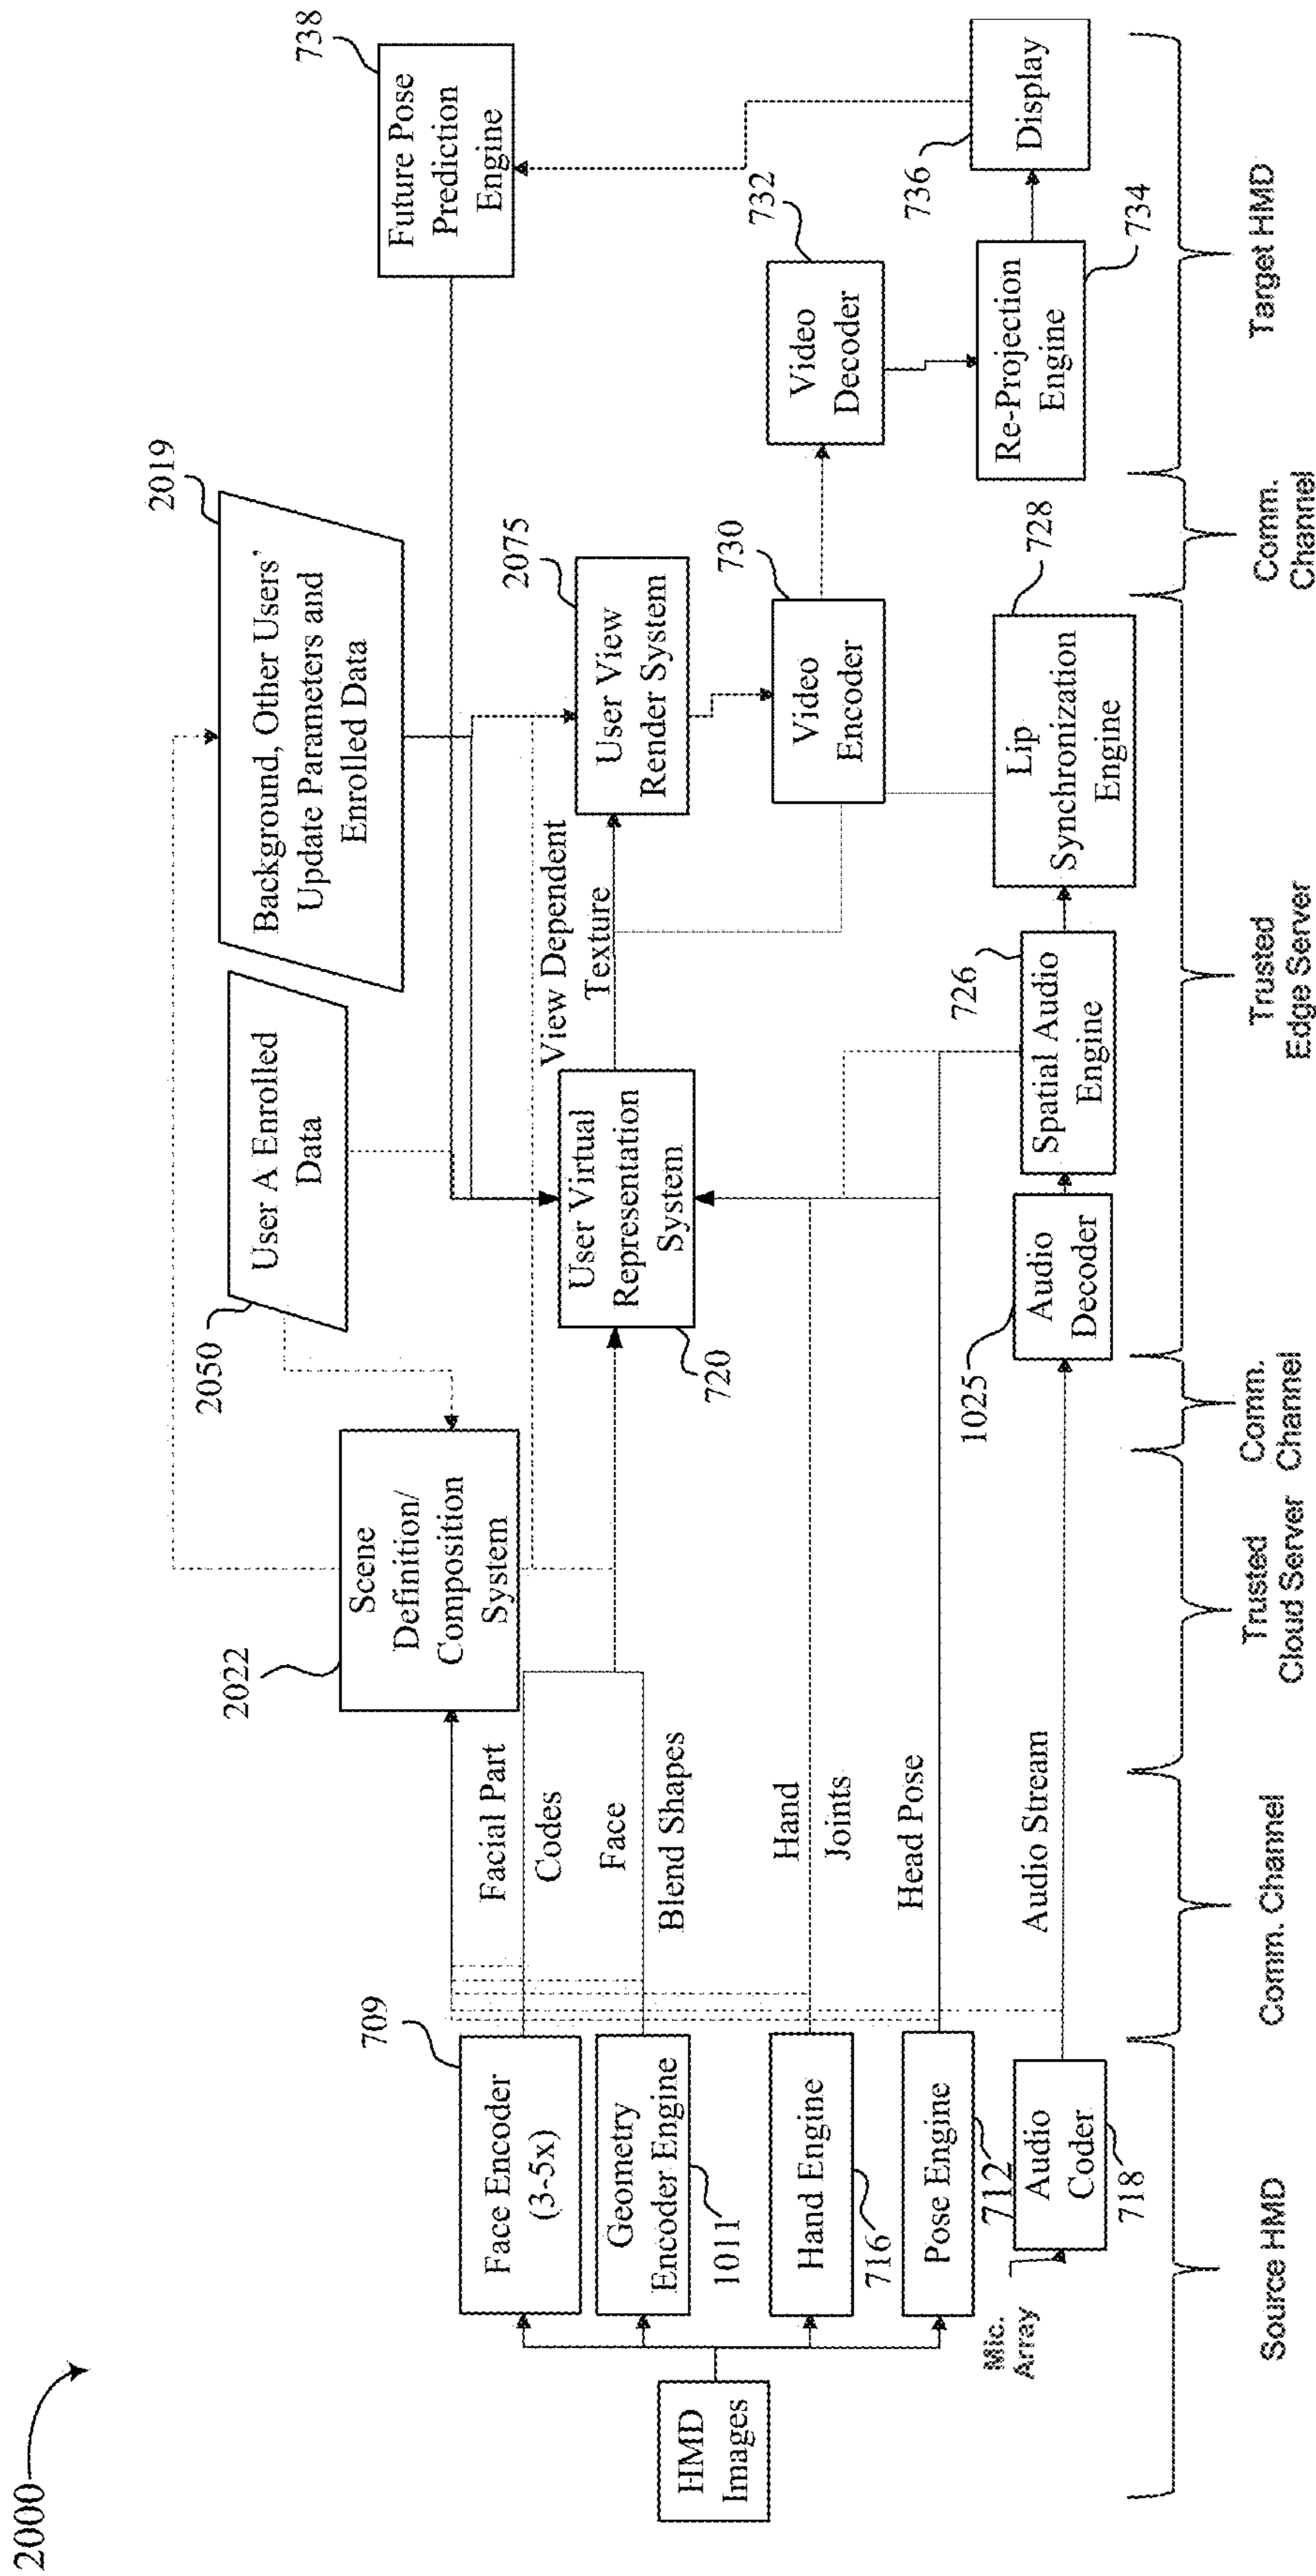 2000
HMD
Images
Face Encoder
(3-5x)
709
Geometry
Encoder Engine
1011
Hand Engine
716
Pose Engine
712
Mic.
Array
Audio
Coder
718
Facial Part
Codes
Face
Blend Shapes
Hand
Joints
Head Pose
Audio Stream
2022
Scene
Definition/
Composition
System
2050
User A Enrolled
Data
2019
Background, Other Users'
Update Parameters and
Enrolled Data
User Virtual
Representation
System
720
View Dependent
Texture
2075
User View
Render System
1025
Audio
Decoder
726
Spatial Audio
Engine
728
Lip
Synchronization
Engine
730
Video
Encoder
732
Video
Decoder
Re-Projection
Engine
734
736
Display
738
Future Pose
Prediction
Engine
Source HMD
Comm. Channel
Trusted
Cloud Server
Comm.
Channel
Trusted
Edge Server
Comm.
Channel
Target HMD